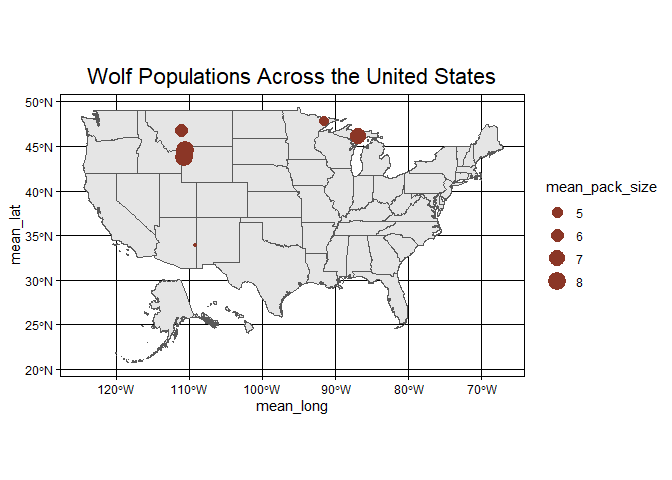 Wolf Populations Across the United States
50°N
45°N
40°N
35°N
30°N
25°N
20°N
mean_lat
120°W
110°W
100°W
90°W
80°W
70°W
mean_long
mean_pack_size
5
6
7
8